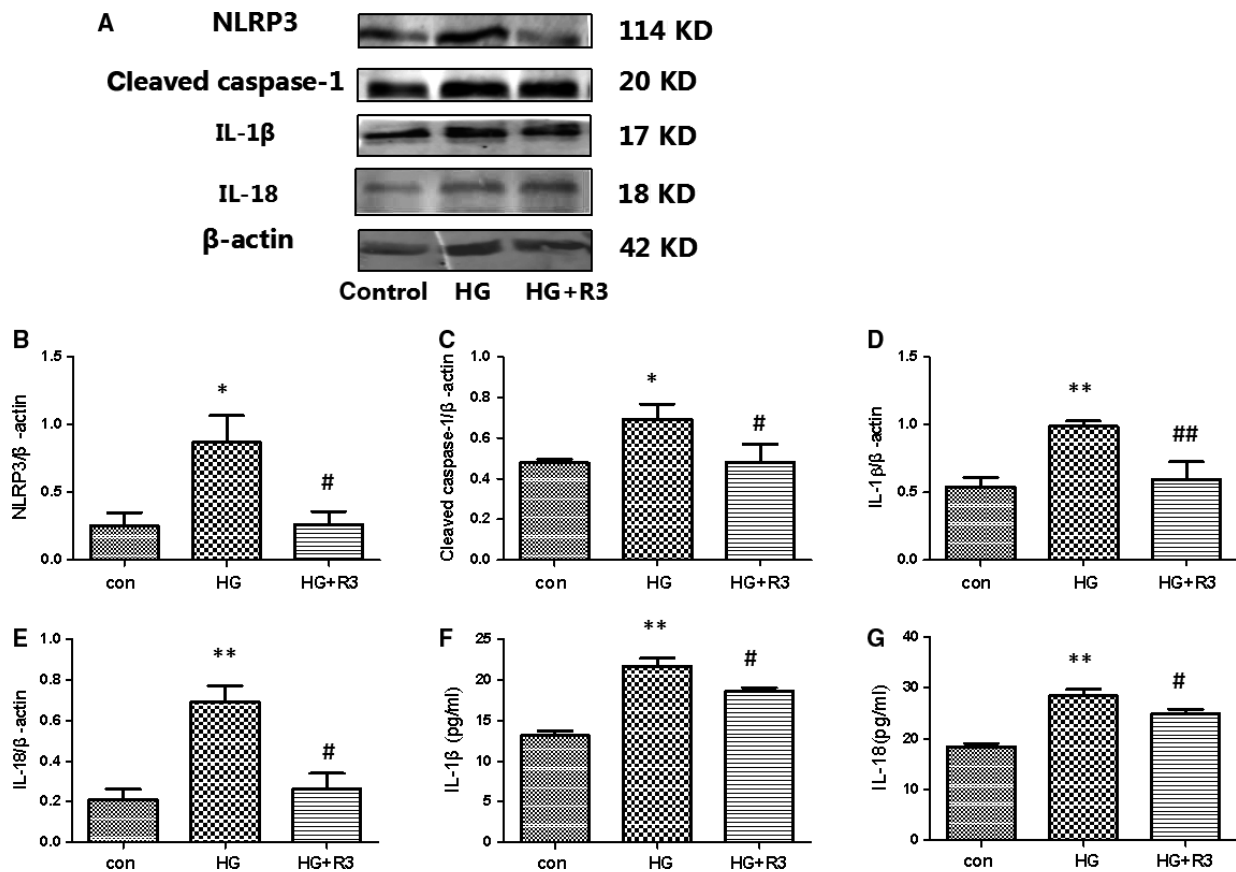 A
NLRP3 114 KD
Cleaved caspase-1 20 KD
IL-1β 17 KD
IL-18 18 KD
β-actin 42 KD
Control HG HG+R3
B
NLRP3/β -actin
1.5
1.0
0.5
0.0
*
#
con HG HG+R3
C
Cleaved caspase-1/β -actin
1.0
0.8
0.6
0.4
0.2
0.0
*
#
con HG HG+R3
D
IL-1β/β -actin
1.5
1.0
0.5
0.0
**
##
con HG HG+R3
E
IL-18/β -actin
0.8
0.6
0.4
0.2
0.0
**
#
con HG HG+R3
F
IL-1β (pg/ml)
25
20
15
10
5
0
**
#
con HG HG+R3
G
IL-18(pg/ml)
40
30
20
10
0
**
#
con HG HG+R3